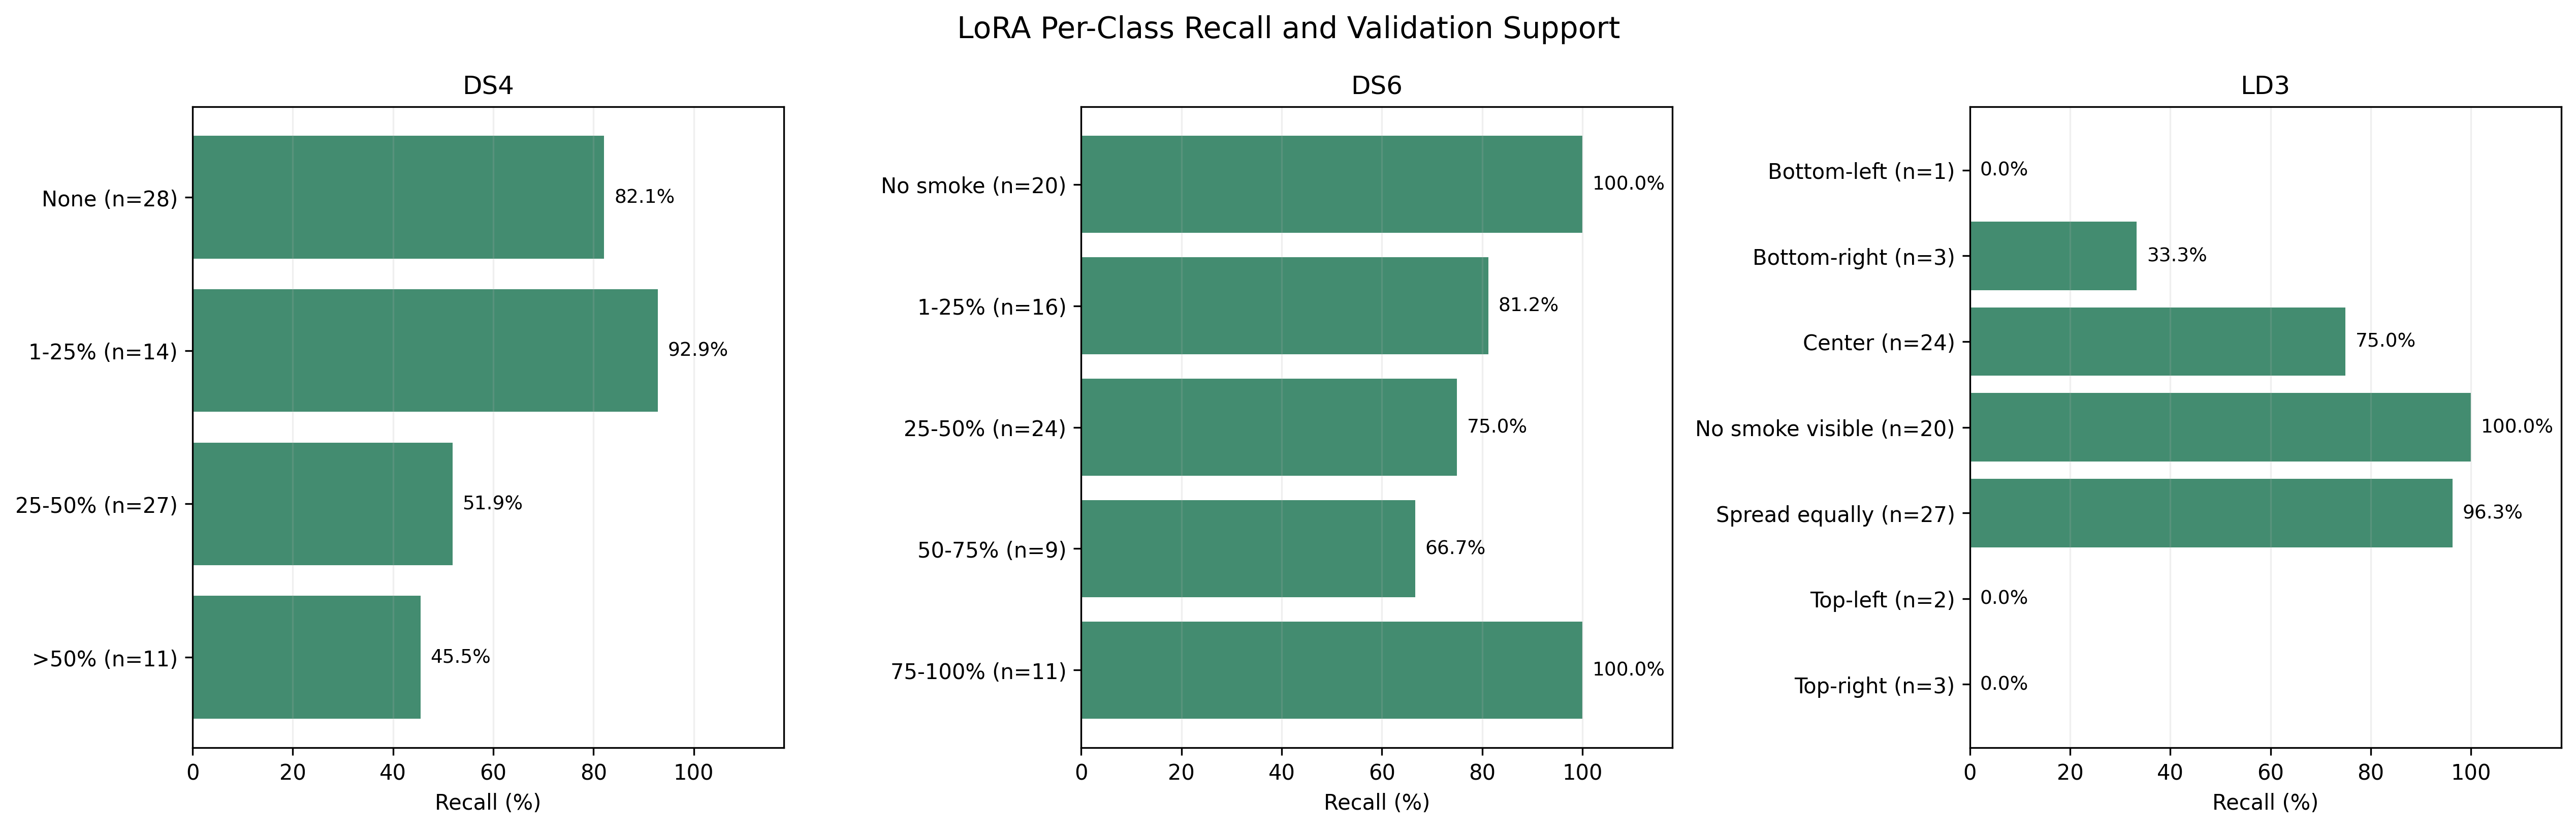 LoRA Per-Class Recall and Validation Support
DS4
None (n=28)
82.1%
1-25% (n=14)
92.9%
25-50% (n=27)
51.9%
>50% (n=11)
45.5%
0 20 40 60 80 100
Recall (%)
DS6
No smoke (n=20)
100.0%
1-25% (n=16)
81.2%
25-50% (n=24)
75.0%
50-75% (n=9)
66.7%
75-100% (n=11)
100.0%
0 20 40 60 80 100
Recall (%)
LD3
Bottom-left (n=1)
0.0%
Bottom-right (n=3)
33.3%
Center (n=24)
75.0%
No smoke visible (n=20)
100.0%
Spread equally (n=27)
96.3%
Top-left (n=2)
0.0%
Top-right (n=3)
0.0%
0 20 40 60 80 100
Recall (%)